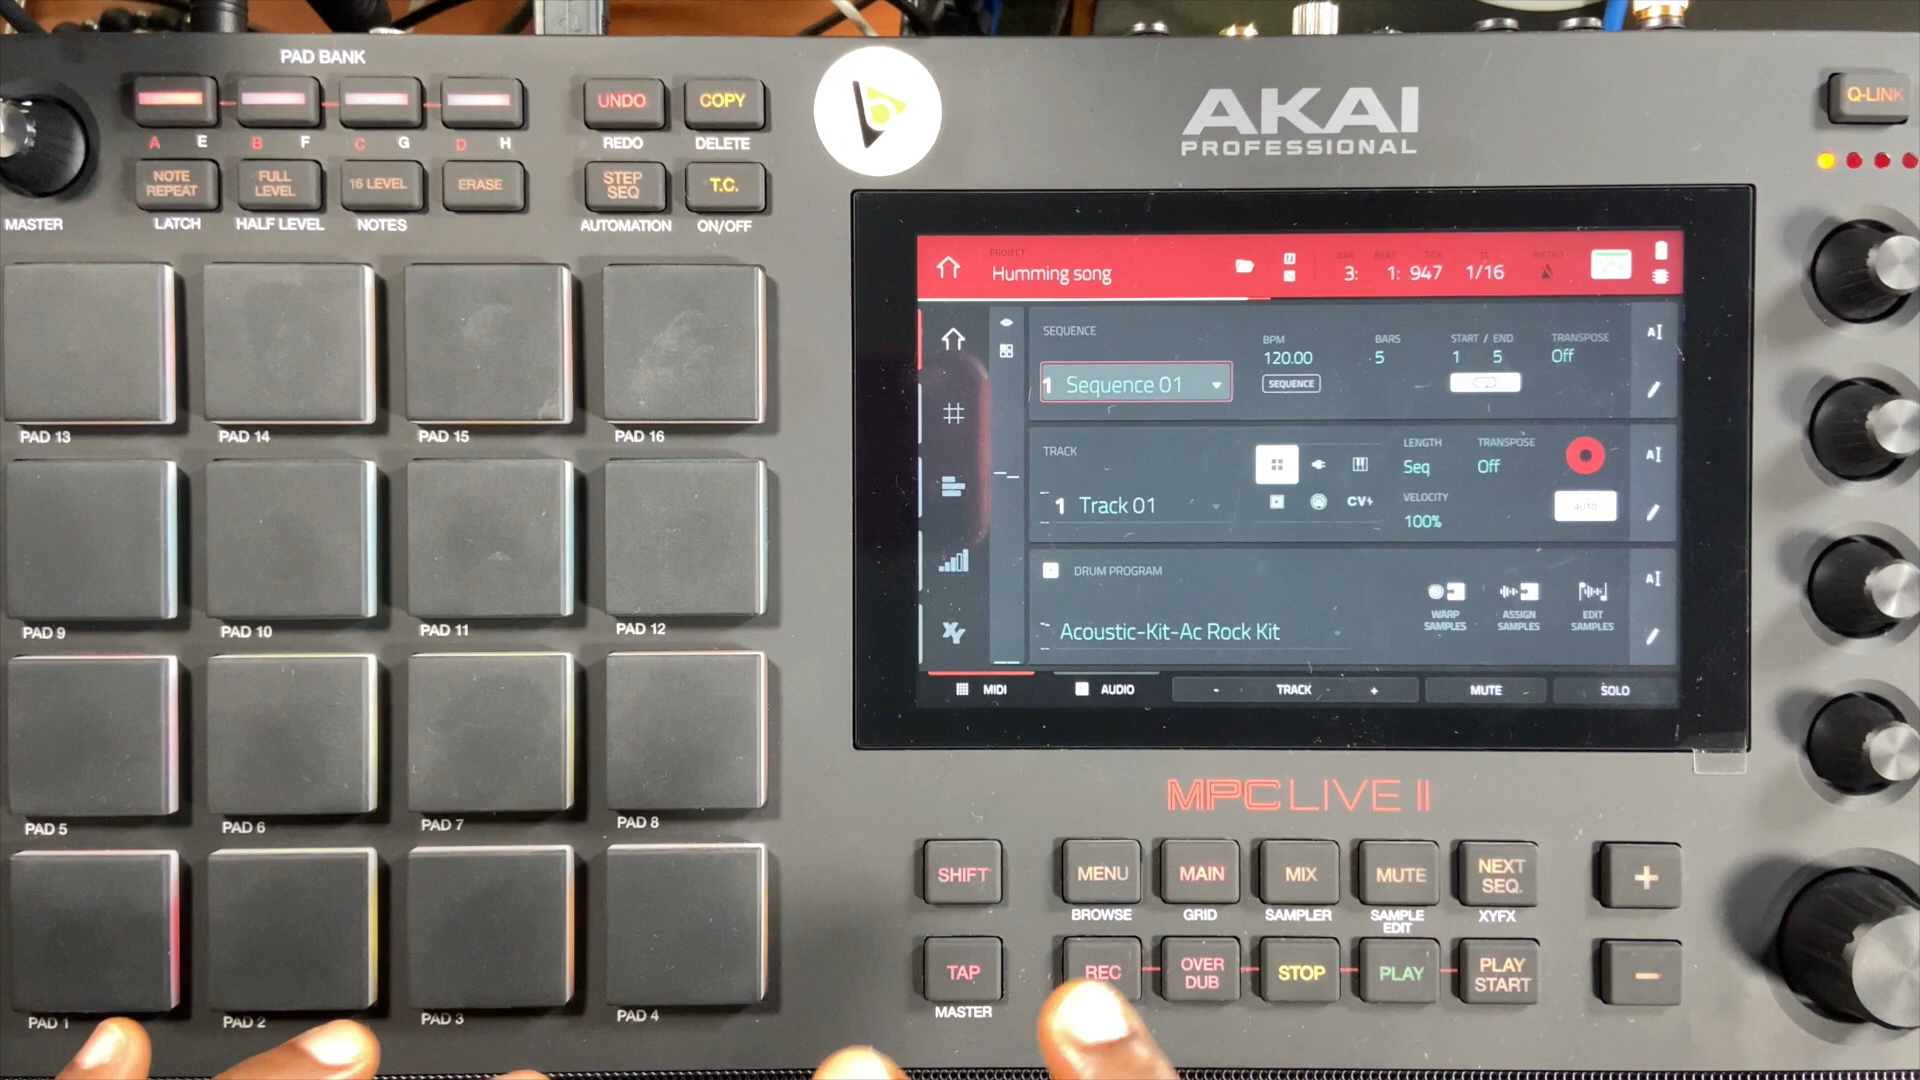 PAD BANK
UNDO
COPY
A E B F C G D H
REDO
DELETE
NOTE REPEAT
FULL LEVEL
16 LEVEL
ERASE
STEP SEQ
T.C.
MASTER
LATCH
HALF LEVEL
NOTES
AUTOMATION
ON/OFF
AKAI
PROFESSIONAL
Q-LINK
PROJECT
Humming song
BAR BEAT TICK TC METRO
3: 1: 947 1/16
SEQUENCE
1 Sequence 01
BPM
120.00
SEQUENCE
BARS
5
START / END
1 5
TRANSPOSE
Off
TRACK
1 Track 01
CV
LENGTH
Seq
TRANSPOSE
Off
VELOCITY
100%
AUTO
DRUM PROGRAM
Acoustic-Kit-Ac Rock Kit
WARP SAMPLES
ASSIGN SAMPLES
EDIT SAMPLES
MIDI
AUDIO
- TRACK +
MUTE
SOLO
PAD 13
PAD 14
PAD 15
PAD 16
PAD 9
PAD 10
PAD 11
PAD 12
PAD 5
PAD 6
PAD 7
PAD 8
PAD 1
PAD 2
PAD 3
PAD 4
MPC LIVE II
SHIFT
MENU
MAIN
MIX
MUTE
NEXT SEQ.
+
BROWSE
GRID
SAMPLER
SAMPLE EDIT
XYFX
TAP
REC
OVER DUB
STOP
PLAY
PLAY START
-
MASTER